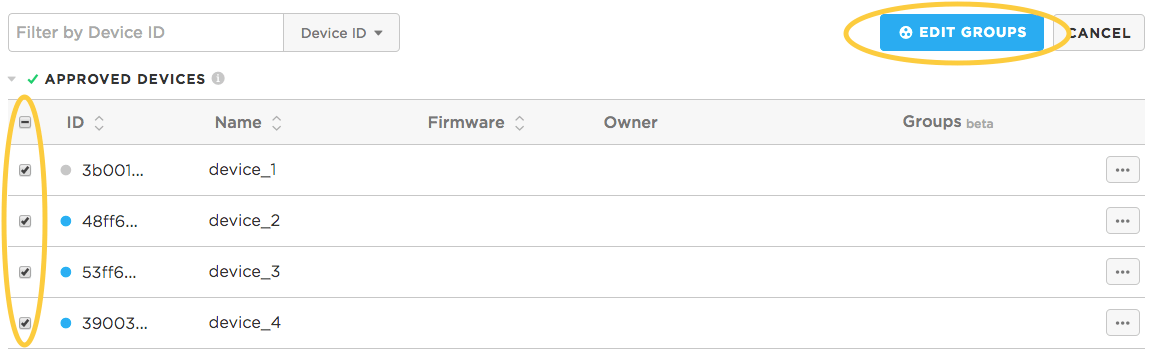 Filter by Device ID Device ID EDIT GROUPS CANCEL
APPROVED DEVICES
ID Name Firmware Owner Groups beta
3b001... device_1
48ff6... device_2
53ff6... device_3
39003... device_4